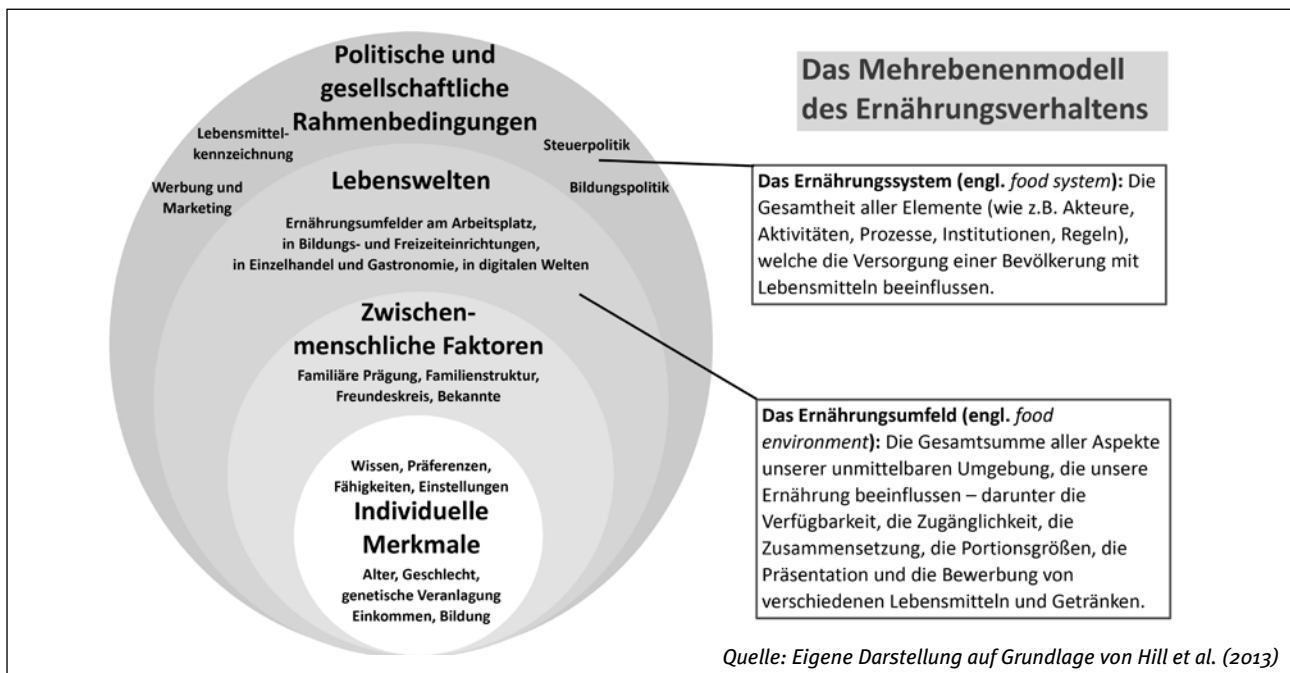 Politische und
gesellschaftliche
Rahmenbedingungen
Lebensmittel-
kennzeichnung
Werbung und
Marketing
Steuerpolitik
Bildungspolitik
Lebenswelten
Ernährungsumfelder am Arbeitsplatz,
in Bildungs- und Freizeiteinrichtungen,
in Einzelhandel und Gastronomie, in digitalen Welten
Zwischen-
menschliche Faktoren
Familiäre Prägung, Familienstruktur,
Freundeskreis, Bekannte
Wissen, Präferenzen,
Fähigkeiten, Einstellungen
Individuelle
Merkmale
Alter, Geschlecht,
genetische Veranlagung
Einkommen, Bildung
Das Mehrebenenmodell
des Ernährungsverhaltens
Das Ernährungssystem (engl. food system): Die
Gesamtheit aller Elemente (wie z.B. Akteure,
Aktivitäten, Prozesse, Institutionen, Regeln),
welche die Versorgung einer Bevölkerung mit
Lebensmitteln beeinflussen.
Das Ernährungsumfeld (engl. food
environment): Die Gesamtsumme aller Aspekte
unserer unmittelbaren Umgebung, die unsere
Ernährung beeinflussen – darunter die
Verfügbarkeit, die Zugänglichkeit, die
Zusammensetzung, die Portionsgrößen, die
Präsentation und die Bewerbung von
verschiedenen Lebensmitteln und Getränken.
Quelle: Eigene Darstellung auf Grundlage von Hill et al. (2013)